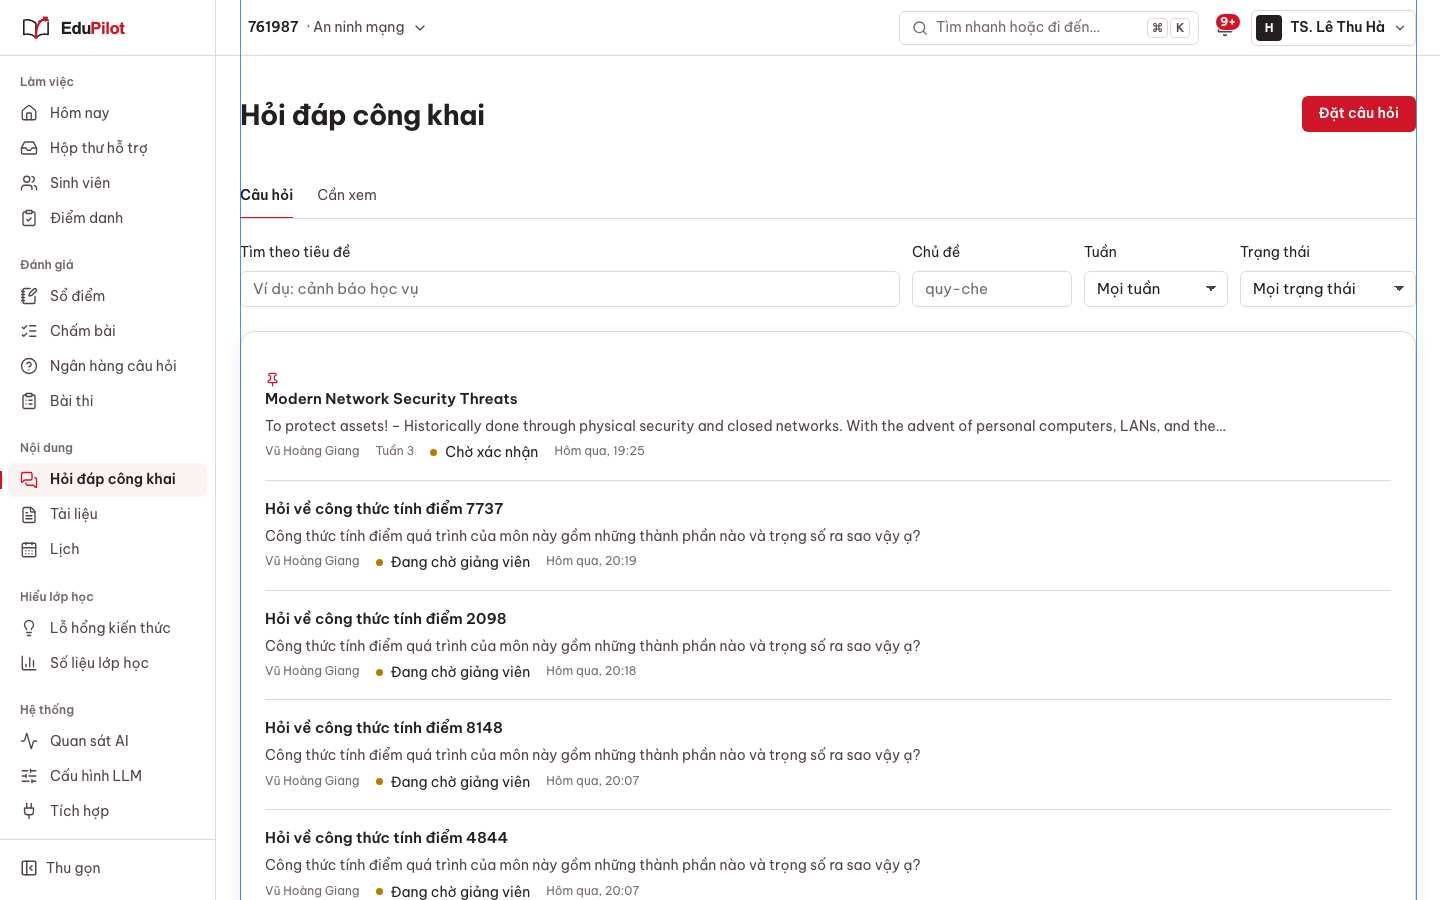 EduPilot
761987 · An ninh mạng
Tìm nhanh hoặc đi đến...
⌘ K
9+
H
TS. Lê Thu Hà
Làm việc
Hôm nay
Hộp thư hỗ trợ
Sinh viên
Điểm danh
Đánh giá
Sổ điểm
Chấm bài
Ngân hàng câu hỏi
Bài thi
Nội dung
Hỏi đáp công khai
Tài liệu
Lịch
Hiểu lớp học
Lỗ hổng kiến thức
Số liệu lớp học
Hệ thống
Quan sát AI
Cấu hình LLM
Tích hợp
Thu gọn
Hỏi đáp công khai
Đặt câu hỏi
Câu hỏi
Cần xem
Tìm theo tiêu đề
Chủ đề
Tuần
Trạng thái
Ví dụ: cảnh báo học vụ
quy-che
Mọi tuần
Mọi trạng thái
Modern Network Security Threats
To protect assets! – Historically done through physical security and closed networks. With the advent of personal computers, LANs, and the...
Vũ Hoàng Giang Tuần 3 Chờ xác nhận Hôm qua, 19:25
Hỏi về công thức tính điểm 7737
Công thức tính điểm quá trình của môn này gồm những thành phần nào và trọng số ra sao vậy ạ?
Vũ Hoàng Giang Đang chờ giảng viên Hôm qua, 20:19
Hỏi về công thức tính điểm 2098
Công thức tính điểm quá trình của môn này gồm những thành phần nào và trọng số ra sao vậy ạ?
Vũ Hoàng Giang Đang chờ giảng viên Hôm qua, 20:18
Hỏi về công thức tính điểm 8148
Công thức tính điểm quá trình của môn này gồm những thành phần nào và trọng số ra sao vậy ạ?
Vũ Hoàng Giang Đang chờ giảng viên Hôm qua, 20:07
Hỏi về công thức tính điểm 4844
Công thức tính điểm quá trình của môn này gồm những thành phần nào và trọng số ra sao vậy ạ?
Vũ Hoàng Giang Đang chờ giảng viên Hôm qua, 20:07